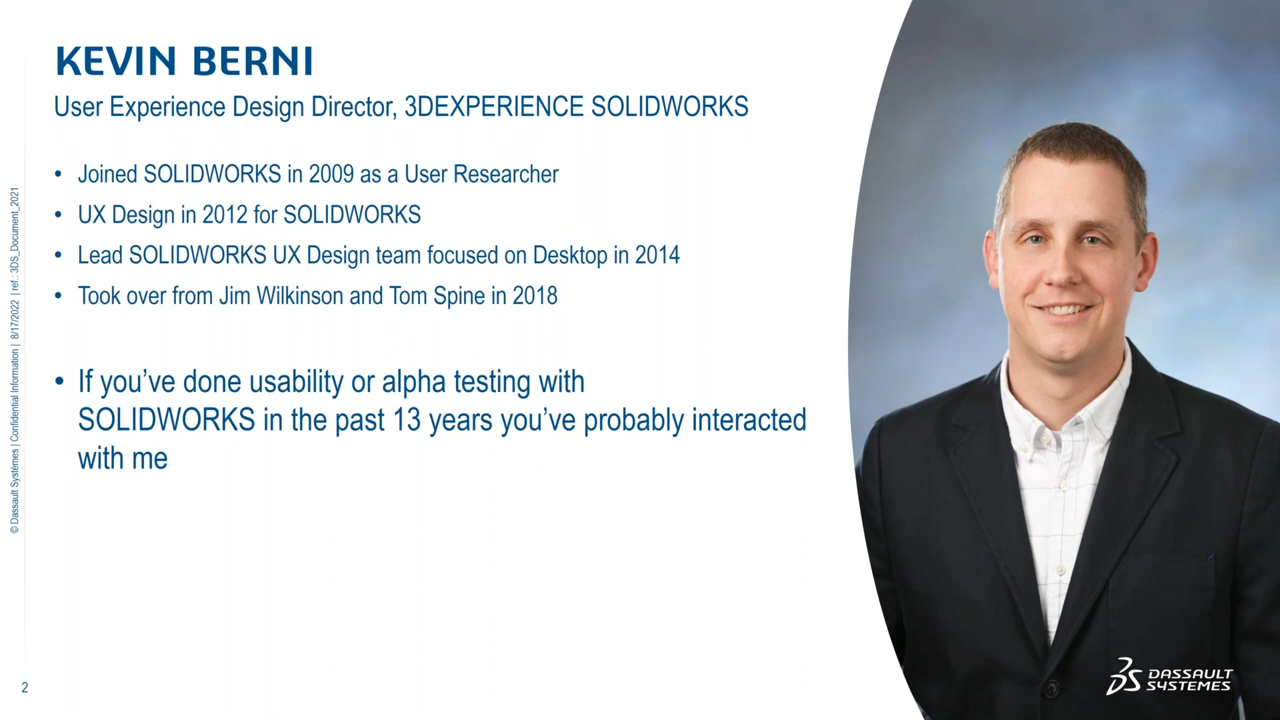 KEVIN BERNI
User Experience Design Director, 3DEXPERIENCE SOLIDWORKS
• Joined SOLIDWORKS in 2009 as a User Researcher
• UX Design in 2012 for SOLIDWORKS
• Lead SOLIDWORKS UX Design team focused on Desktop in 2014
• Took over from Jim Wilkinson and Tom Spine in 2018
• If you’ve done usability or alpha testing with
SOLIDWORKS in the past 13 years you’ve probably interacted
with me
© Dassault Systèmes | Confidential Information | 8/17/2022 | ref.: 3DS_Document_2021
2
3DS DASSAULT
SYSTEMES